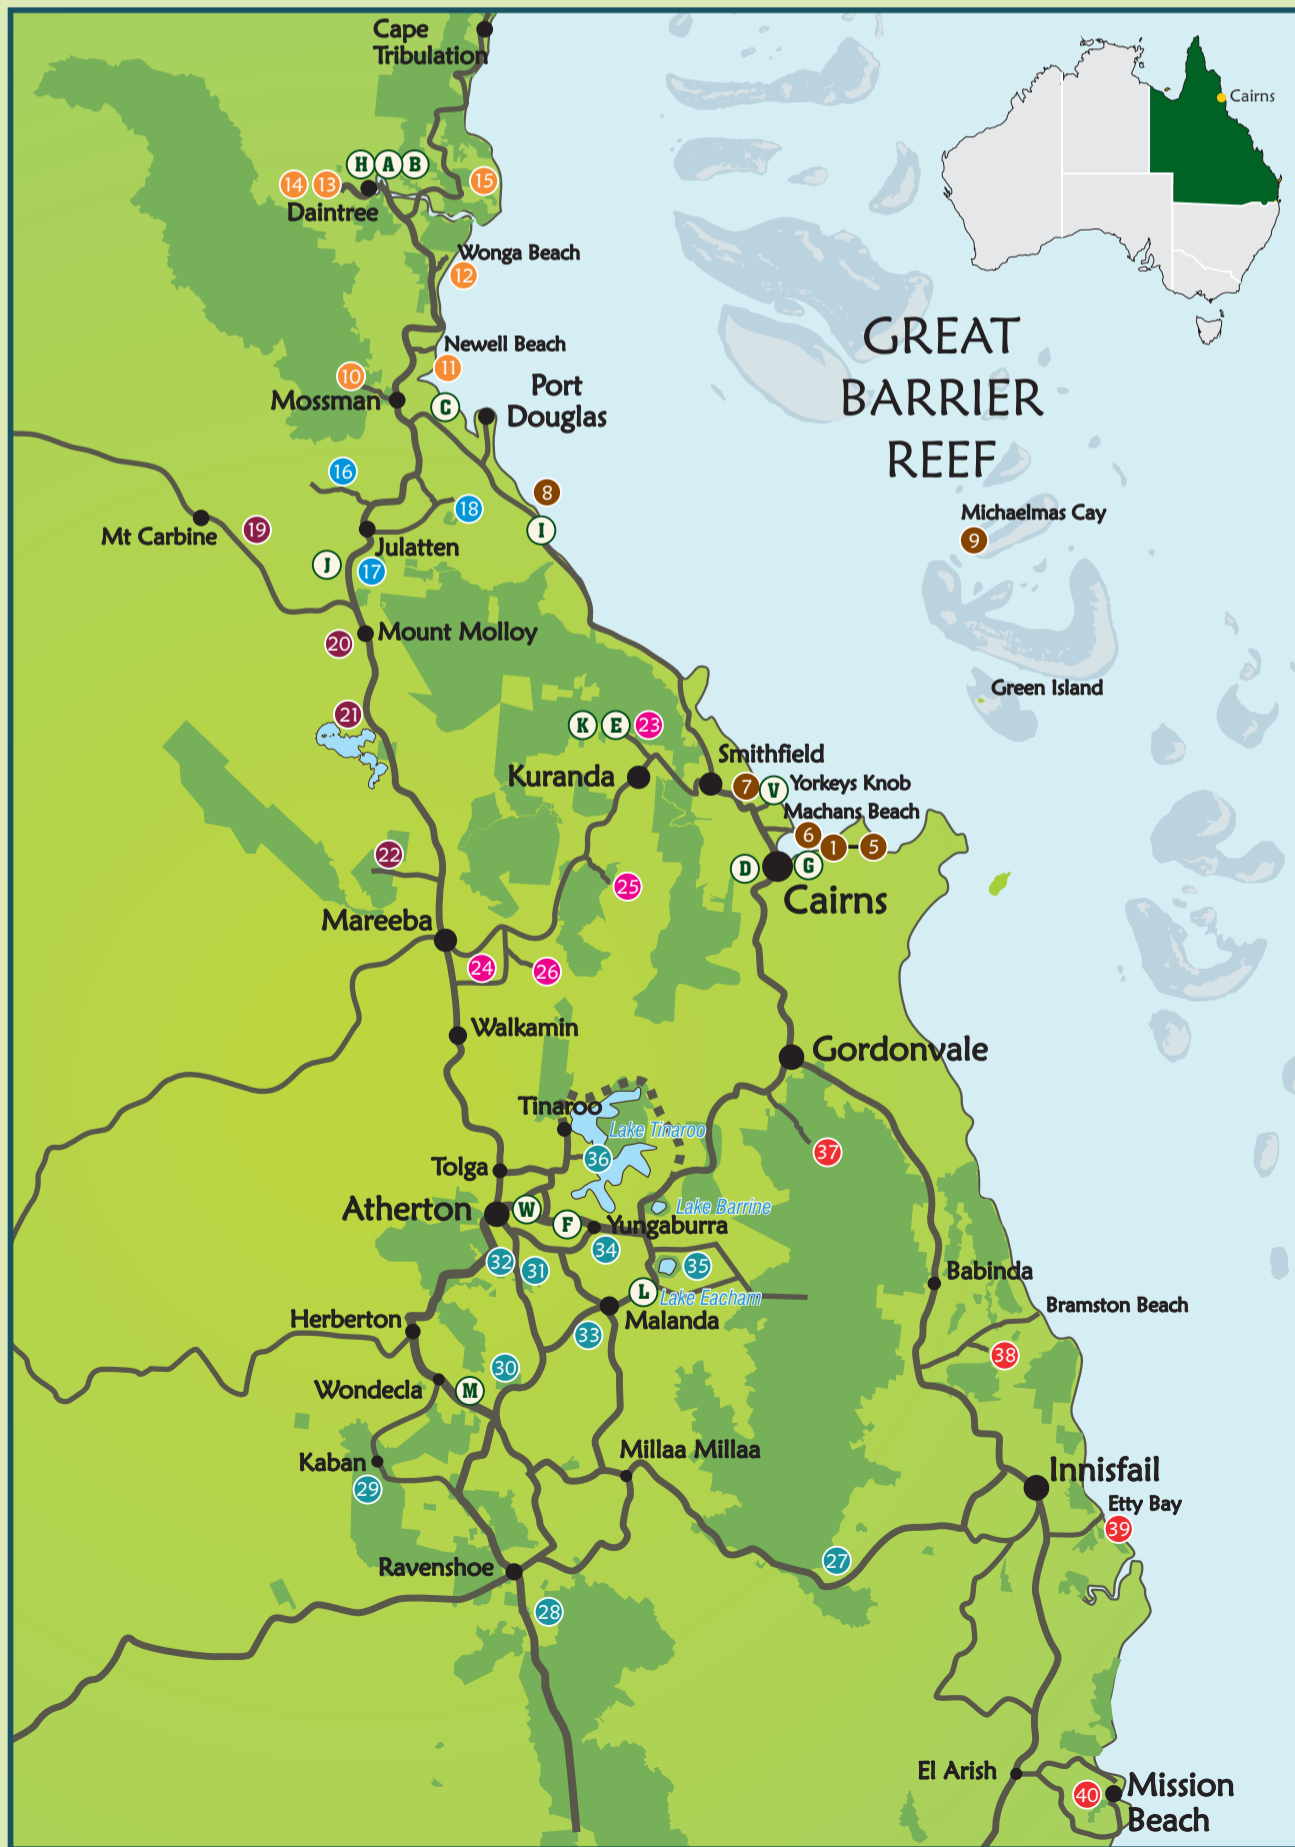 Cape
Tribulation
Cairns
H A B
14 13
15
Daintree
Wonga Beach
12
GREAT
BARRIER
REEF
Newell Beach
11
10
Port
Douglas
Mossman
C
16
8
18
Michaelmas Cay
9
Mt Carbine
19
I
Julatten
J
17
Mount Molloy
20
Green Island
21
K E 23
Smithfield
Kuranda
7 V Yorkeys Knob
Machans Beach
6 1 5
22
D G
25
Cairns
Mareeba
24 26
Walkamin
Gordonvale
Tinaroo
Lake Tinaroo
37
36
Tolga
Lake Barrine
Atherton
W F
Yungaburra
34
32 31
35
Babinda
L
Lake Eacham
Bramston Beach
Herberton
Malanda
33
38
30
Wondecla
M
Millaa Millaa
Kaban
29
Innisfail
Etty Bay
39
27
Ravenshoe
28
El Arish
40
Mission
Beach